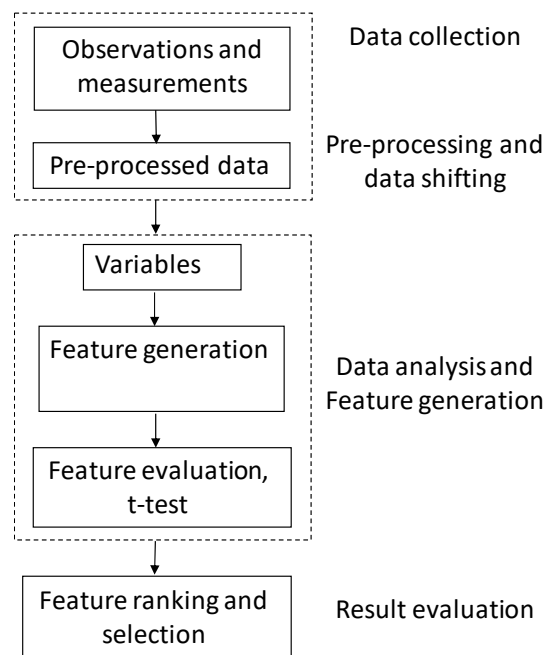 Observations and
measurements
Data collection
Pre-processed data
Pre-processing and
data shifting
Variables
Feature generation
Data analysis and
Feature generation
Feature evaluation,
t-test
Feature ranking and
selection
Result evaluation